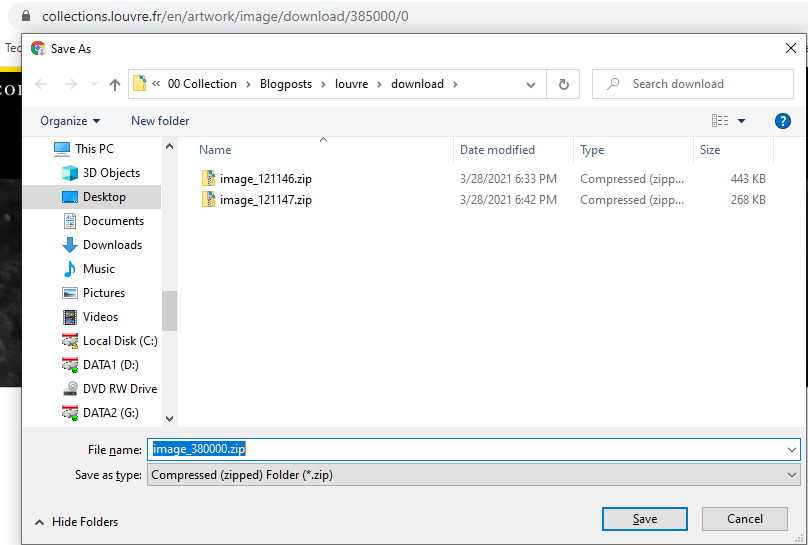 collections.louvre.fr/en/artwork/image/download/385000/0
Tec
Save As
« 00 Collection > Blogposts > louvre > download >
Search download
Organize
New folder
?
Name
Date modified
Type
Size
This PC
3D Objects
Desktop
Documents
Downloads
Music
Pictures
Videos
Local Disk (C:)
DATA1 (D:)
DVD RW Drive
DATA2 (G:)
image_121146.zip 3/28/2021 6:33 PM Compressed (zipp... 443 KB
image_121147.zip 3/28/2021 6:42 PM Compressed (zipp... 268 KB
File name: image_380000.zip
Save as type: Compressed (zipped) Folder (*.zip)
Hide Folders
Save
Cancel